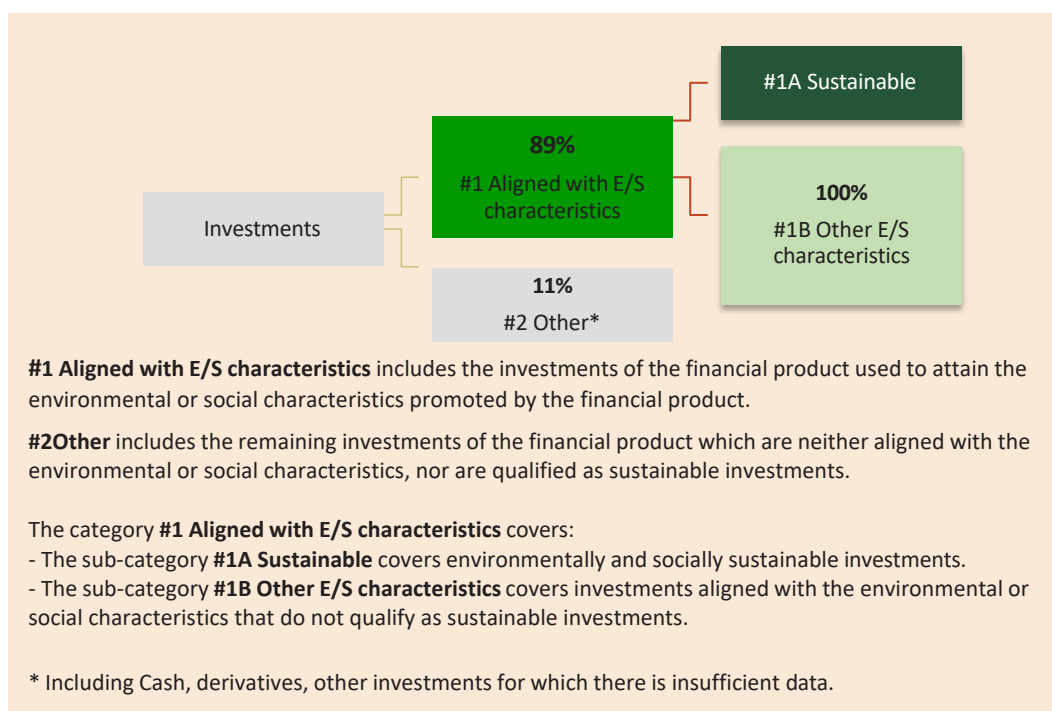 #1A Sustainable
89%
#1 Aligned with E/S
characteristics
100%
#1B Other E/S
characteristics
Investments
11%
#2 Other*
#1 Aligned with E/S characteristics includes the investments of the financial product used to attain the
environmental or social characteristics promoted by the financial product.
#2Other includes the remaining investments of the financial product which are neither aligned with the
environmental or social characteristics, nor are qualified as sustainable investments.
The category #1 Aligned with E/S characteristics covers:
- The sub-category #1A Sustainable covers environmentally and socially sustainable investments.
- The sub-category #1B Other E/S characteristics covers investments aligned with the environmental or
social characteristics that do not qualify as sustainable investments.
* Including Cash, derivatives, other investments for which there is insufficient data.